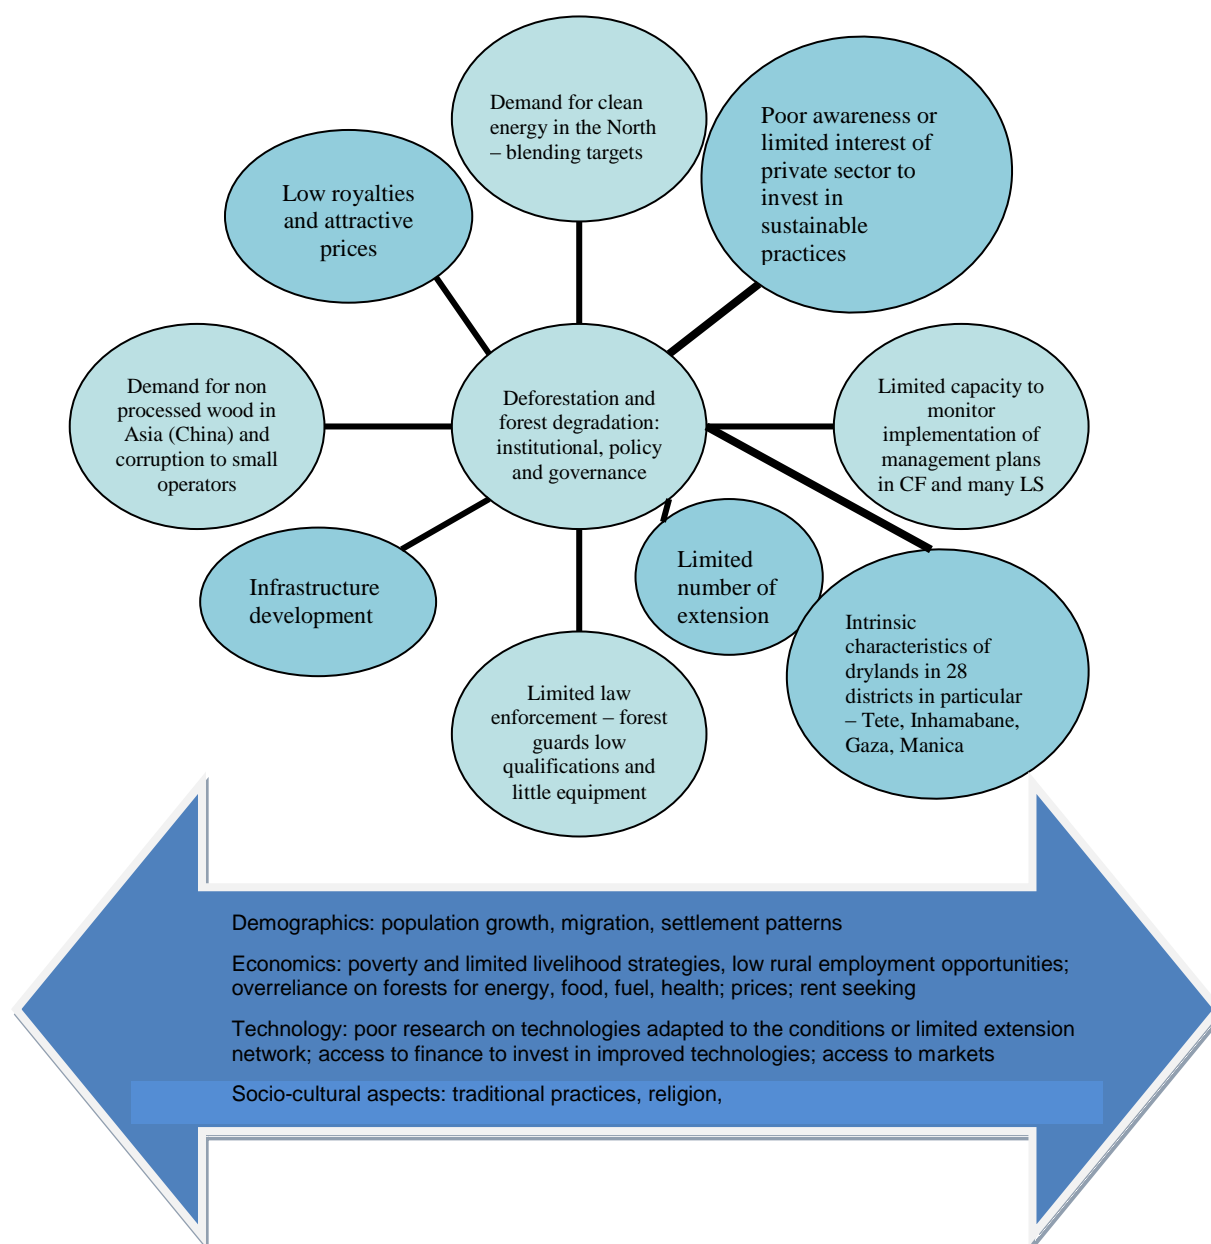 Demand for clean
energy in the North
– blending targets
Poor awareness or
limited interest of
private sector to
invest in
sustainable
practices
Low royalties
and attractive
prices
Demand for non
processed wood in
Asia (China) and
corruption to small
operators
Deforestation and
forest degradation:
institutional, policy
and governance
Limited capacity to
monitor
implementation of
management plans
in CF and many LS
Infrastructure
development
Limited
number of
extension
Intrinsic
characteristics of
drylands in 28
districts in particular
– Tete, Inhamabane,
Gaza, Manica
Limited law
enforcement – forest
guards low
qualifications and
little equipment
Demographics: population growth, migration, settlement patterns
Economics: poverty and limited livelihood strategies, low rural employment opportunities;
overreliance on forests for energy, food, fuel, health; prices; rent seeking
Technology: poor research on technologies adapted to the conditions or limited extension
network; access to finance to invest in improved technologies; access to markets
Socio-cultural aspects: traditional practices, religion,